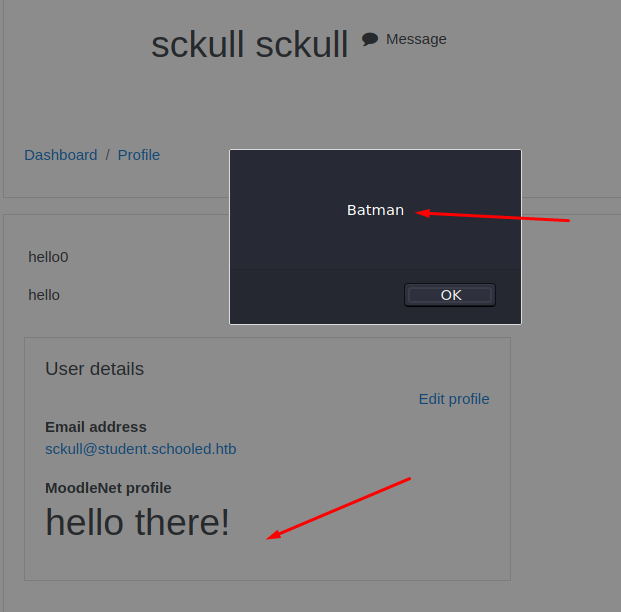 sckull sckull Message
Dashboard / Profile
Batman
hello0
hello
OK
User details
Edit profile
Email address
sckull@student.schooled.htb
MoodleNet profile
hello there!